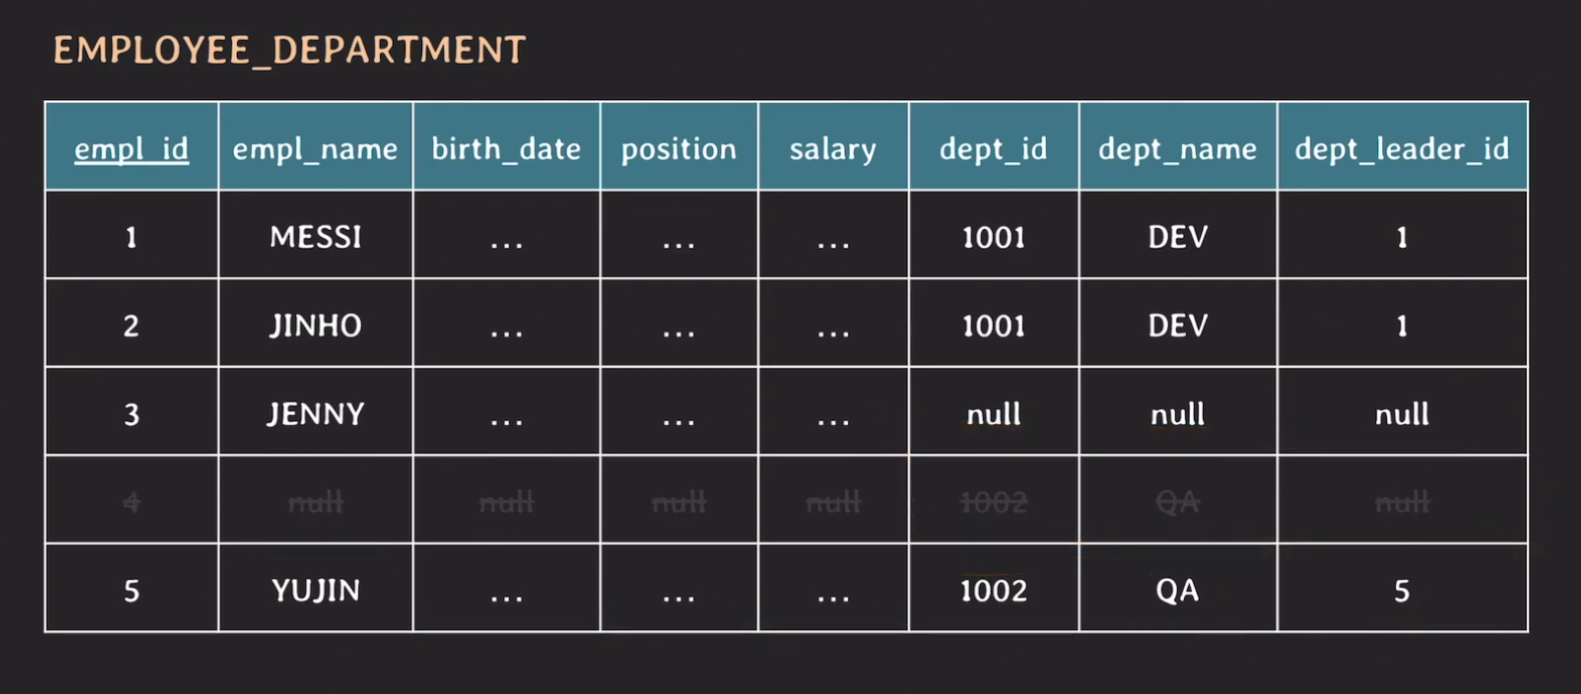 EMPLOYEE_DEPARTMENT
empl_id empl_name birth_date position salary dept_id dept_name dept_leader_id
1 MESSI ... ... ... 1001 DEV 1
2 JINHO ... ... ... 1001 DEV 1
3 JENNY ... ... ... null null null
4 null null null null 1002 QA null
5 YUJIN ... ... ... 1002 QA 5